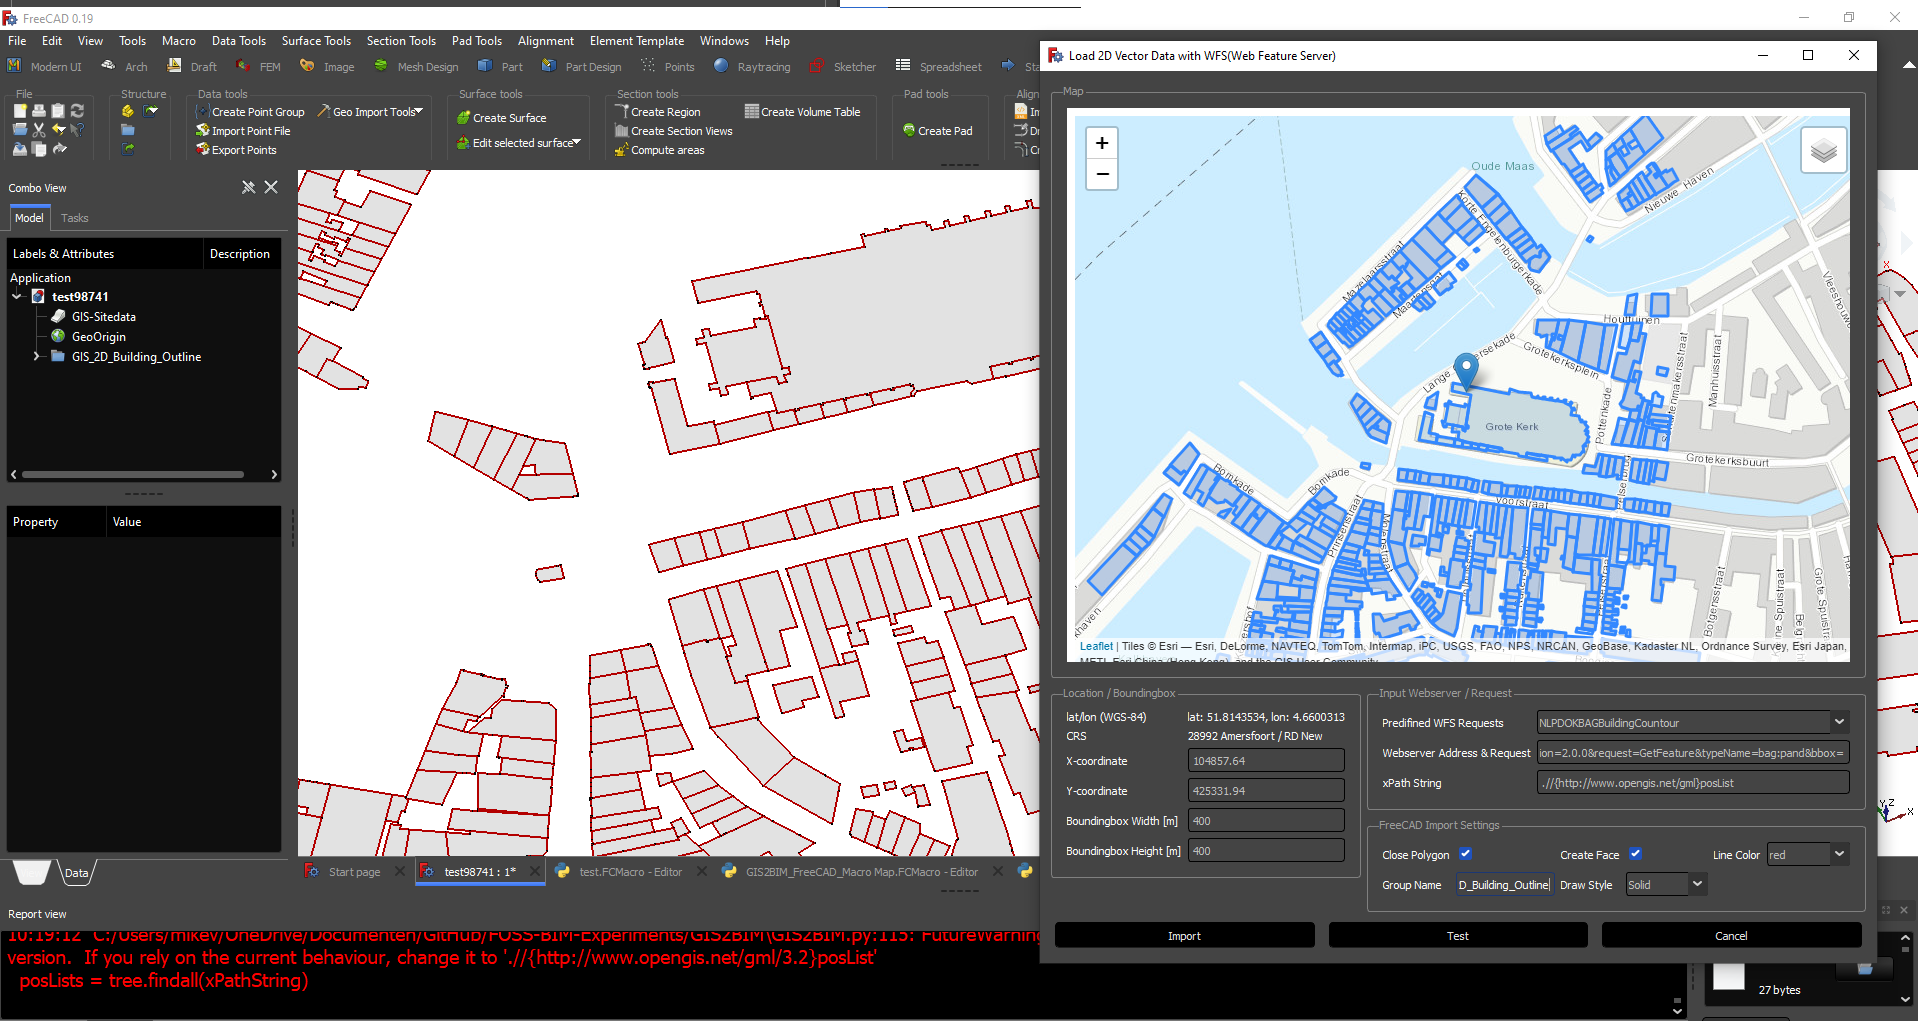 FreeCAD 0.19
File Edit View Tools Macro Data Tools Surface Tools Section Tools Pad Tools Alignment Element Template Windows Help
Modern UI Arch Draft FEM Image Mesh Design Part Part Design Points Raytracing Sketcher Spreadsheet
File Structure Data tools Surface tools Section tools Pad tools
Create Point Group Geo Import Tools
Import Point File
Export Points
Create Surface
Edit selected surface
Create Region Create Volume Table
Create Section Views
Compute areas
Create Pad
Combo View
Model Tasks
Labels & Attributes Description
Application
test98741
GIS-Sitedata
GeoOrigin
GIS_2D_Building_Outline
Property Value
Data
Start page test98741 : 1* test.FCMacro - Editor GIS2BIM_FreeCAD_Macro Map.FCMacro - Editor
Report view
10:19:12 C:/Users/mikev/OneDrive/Documenten/GitHub/FOSS-BIM-Experiments/GIS2BIM\GIS2BIM.py:115: FutureWarning
version. If you rely on the current behaviour, change it to './/{http://www.opengis.net/gml/3.2}posList'
posLists = tree.findall(xPathString)
27 bytes
Load 2D Vector Data with WFS(Web Feature Server)
Map
+
−
Oude Maas
Nieuwe Haven
Korte Engelenburgerkade
Mazelaarsstraat
Maartensgat
Houttuinen
Vleeshouwe
Grotekerksplein
Lange
ersekade
Manhuisstraat
Pottenkade
Grote Kerk
Grotekerksbuurt
Bomkade
Bomkade
Voorstraat
Prinsenstraat
Botgensstraat
Grote Spuistraat
Leaflet | Tiles © Esri — Esri, DeLorme, NAVTEQ, TomTom, Intermap, iPC, USGS, FAO, NPS, NRCAN, GeoBase, Kadaster NL, Ordnance Survey, Esri Japan,
METI, Esri China (Hong Kong), and the GIS User Community
Location / Boundingbox
lat/lon (WGS-84) lat: 51.8143534, lon: 4.6600313
CRS 28992 Amersfoort / RD New
X-coordinate 104857.64
Y-coordinate 425331.94
Boundingbox Width [m] 400
Boundingbox Height [m] 400
Input Webserver / Request
Predifined WFS Requests NLPDOKBAGBuildingCountour
Webserver Address & Request ion=2.0.0&request=GetFeature&typeName=bag:pand&bbox=
xPath String .//{http://www.opengis.net/gml}posList
FreeCAD Import Settings
Close Polygon Create Face Line Color red
Group Name D_Building_Outline Draw Style Solid
Import Test Cancel